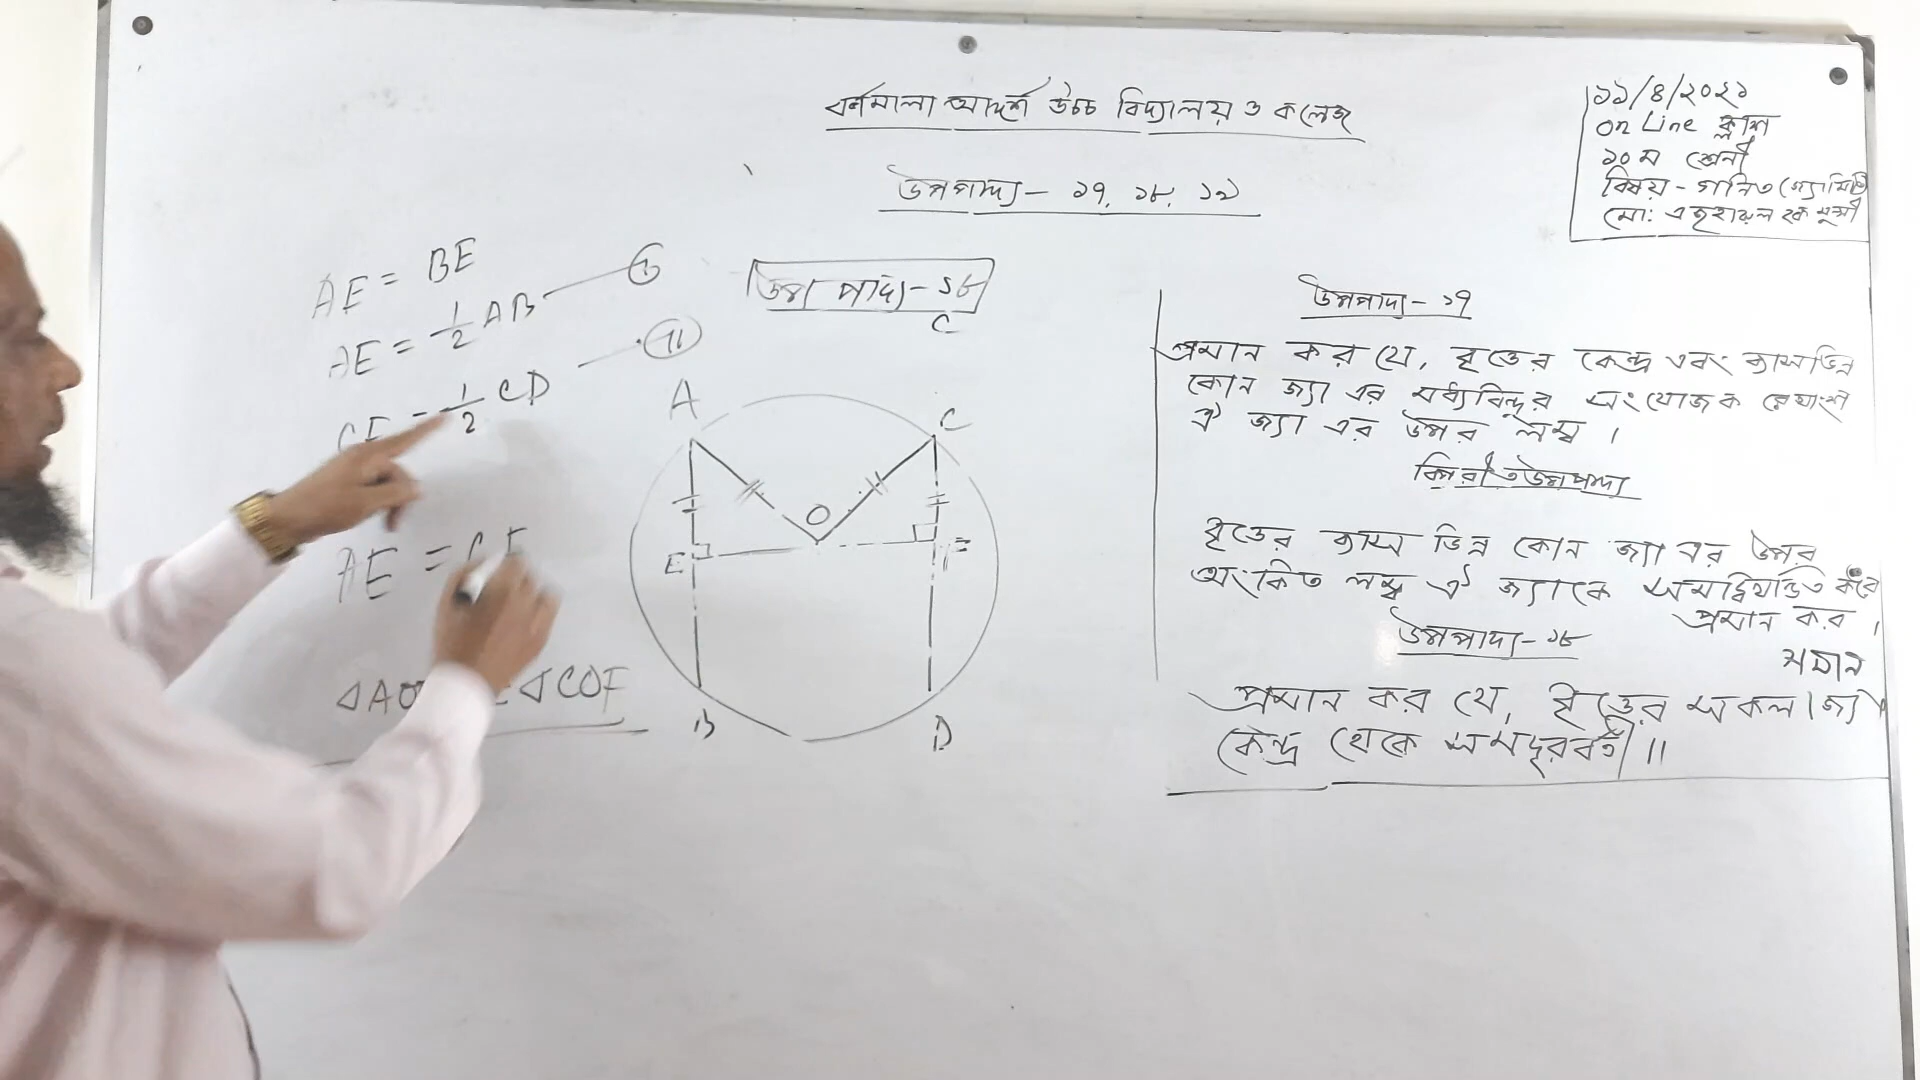 বর্ণমালা আদর্শ উচ্চ বিদ্যালয় ও কলেজ
উপপাদ্য - ১৭, ১৮, ১৯
১১/৪/২০২১
on Line ক্লাশ
১০ম শ্রেনী
বিষয় - গনিত (জ্যামিতি)
মো: হক মুন্সী
AE = BE
AE = 1/2 AB
CF = 1/2 CD
AE = CF
উপপাদ্য - ১৮
C
A
C
O
E
F
B
D
উপপাদ্য - ১৭
প্রমান কর যে, বৃত্তের কেন্দ্র এবং ব্যাসভিন্ন
কোন জ্যা এর মধ্যবিন্দুর সংযোজক রেখাংশ
ঐ জ্যা এর উপর লম্ব ।
বিপরীত উপপাদ্য
বৃত্তের ব্যাস ভিন্ন কোন জ্যা এর উপর
অংকিত লম্ব ঐ জ্যাকে সমদ্বিখন্ডিত করে
প্রমান কর ।
উপপাদ্য - ১৮
সমান
প্রমান কর যে, বৃত্তের সকল জ্যা
কেন্দ্র থেকে সমদূরবর্তী ॥